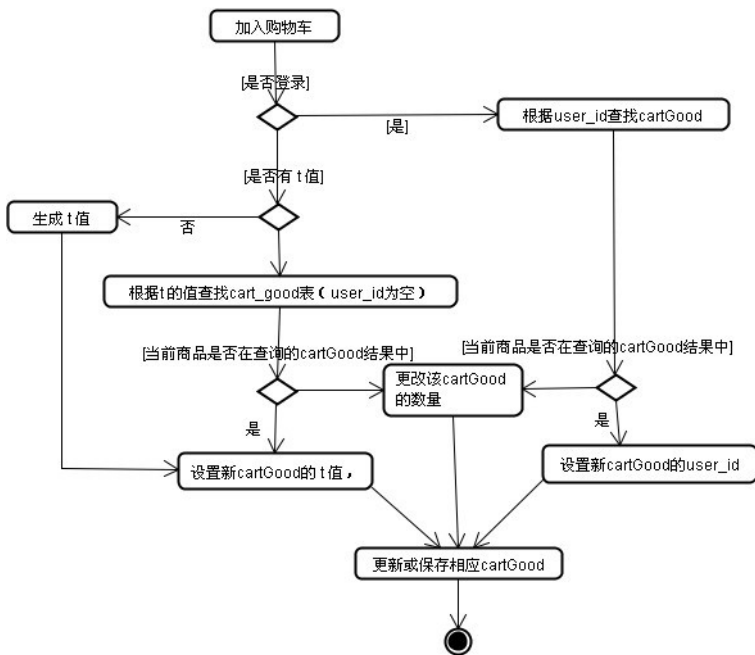 加入购物车
[是否登录]
[是]
根据user_id查找cartGood
[是否有t值]
生成t值
否
根据t的值查找cart_good表（user_id为空）
[当前商品是否在查询的cartGood结果中]
[当前商品是否在查询的cartGood结果中]
更改该cartGood
的数量
是
是
设置新cartGood的t值，
设置新cartGood的user_id
更新或保存相应cartGood